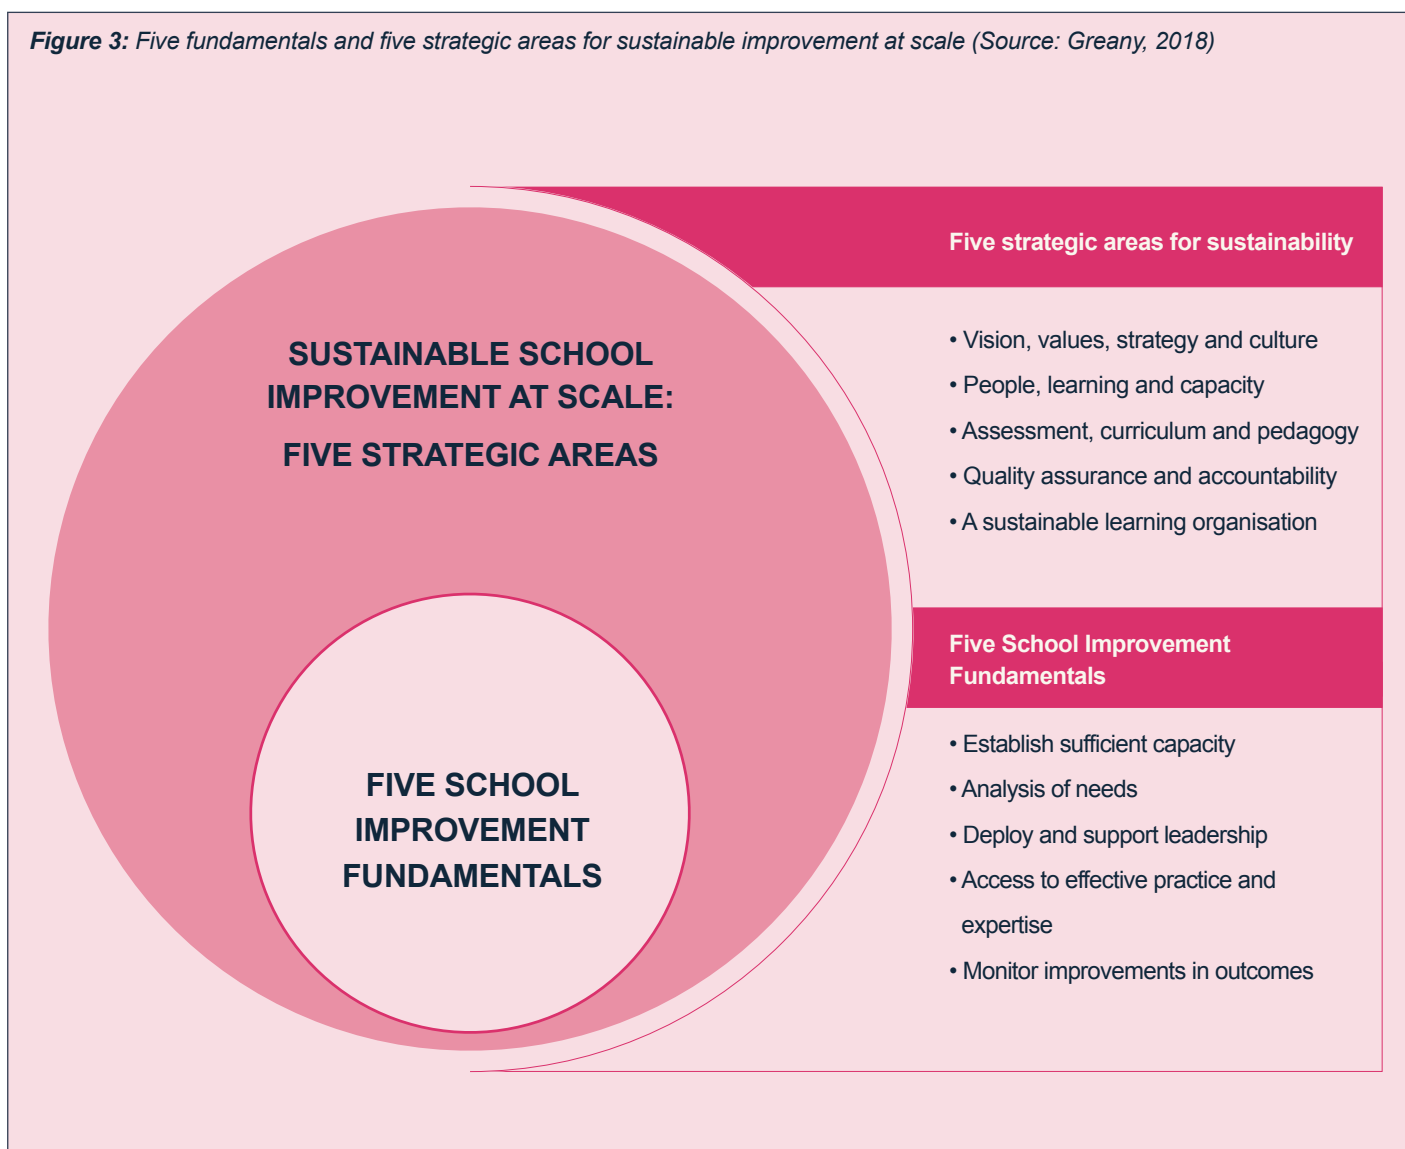 Figure 3: Five fundamentals and five strategic areas for sustainable improvement at scale (Source: Greany, 2018)
SUSTAINABLE SCHOOL
IMPROVEMENT AT SCALE:
FIVE STRATEGIC AREAS
FIVE SCHOOL
IMPROVEMENT
FUNDAMENTALS
Five strategic areas for sustainability
• Vision, values, strategy and culture
• People, learning and capacity
• Assessment, curriculum and pedagogy
• Quality assurance and accountability
• A sustainable learning organisation
Five School Improvement
Fundamentals
• Establish sufficient capacity
• Analysis of needs
• Deploy and support leadership
• Access to effective practice and
expertise
• Monitor improvements in outcomes